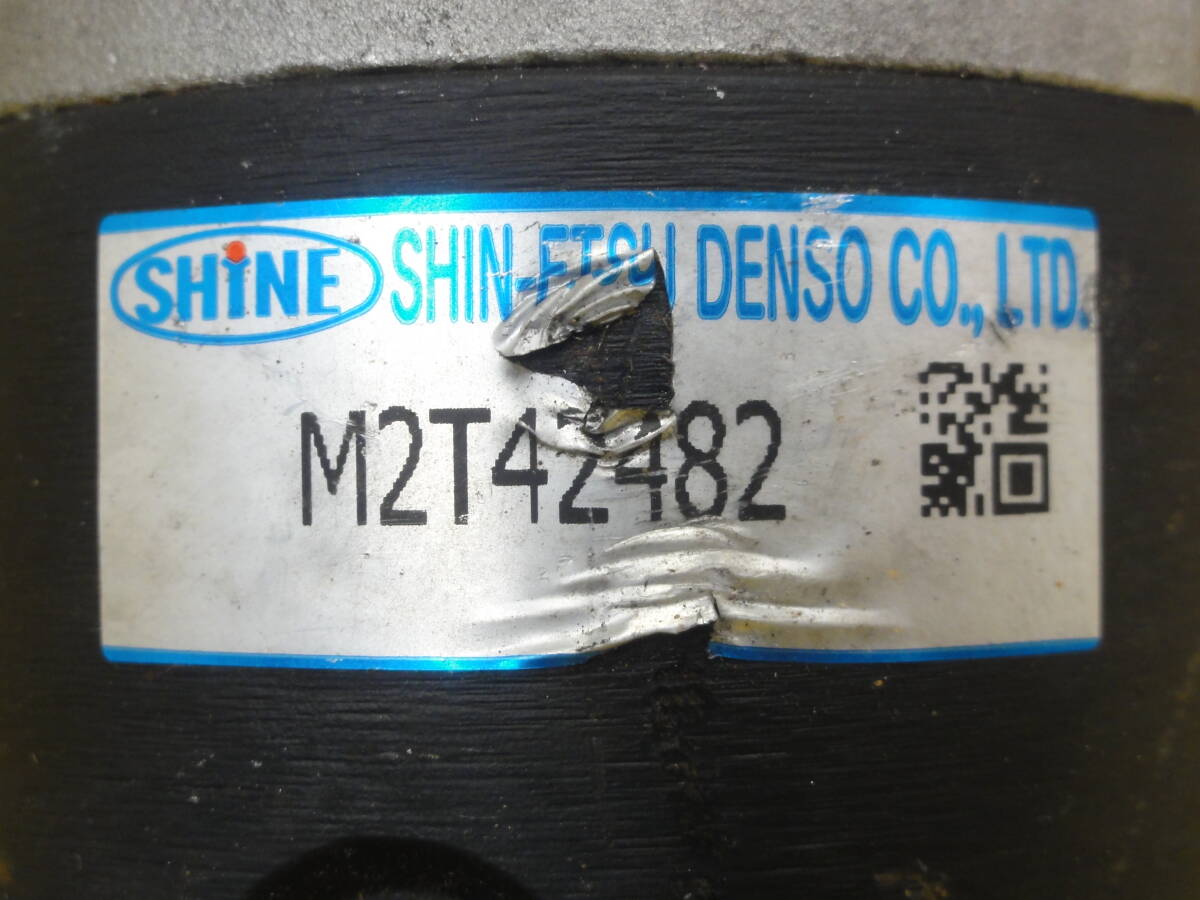 SHiNE SHIN-ETSU DENSO CO., LTD.
M2T42482